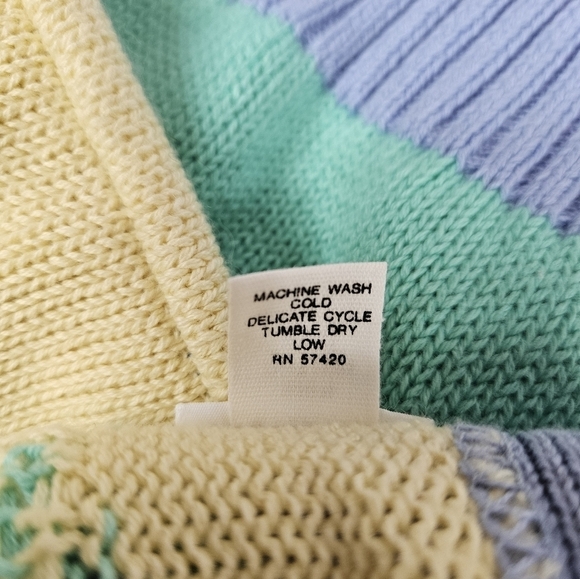 MACHINE WASH
COLD
DELICATE CYCLE
TUMBLE DRY
LOW
RN 57420